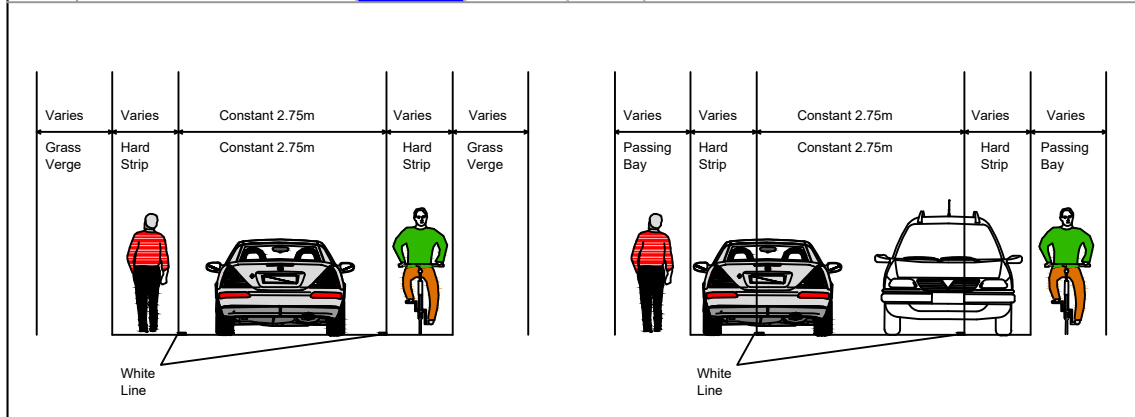 Varies Varies Constant 2.75m Varies Varies
Grass Verge Hard Strip Constant 2.75m Hard Strip Grass Verge
White
Line
Varies Varies Constant 2.75m Varies Varies
Passing Bay Hard Strip Constant 2.75m Hard Strip Passing Bay
White
Line